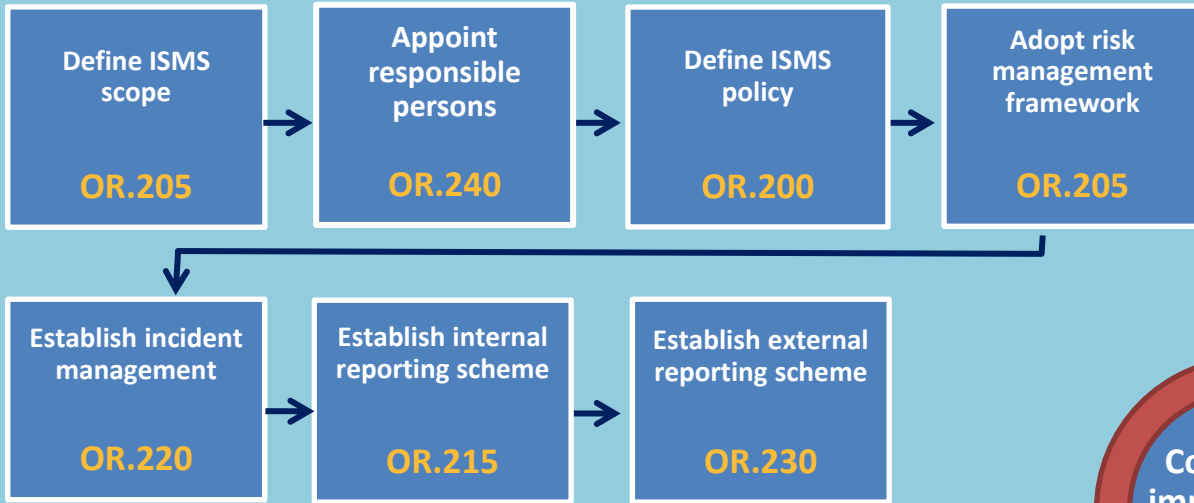 Define ISMS
scope
OR.205
Appoint
responsible
persons
OR.240
Define ISMS
policy
OR.200
Adopt risk
management
framework
OR.205
Establish incident
management
OR.220
Establish internal
reporting scheme
OR.215
Establish external
reporting scheme
OR.230